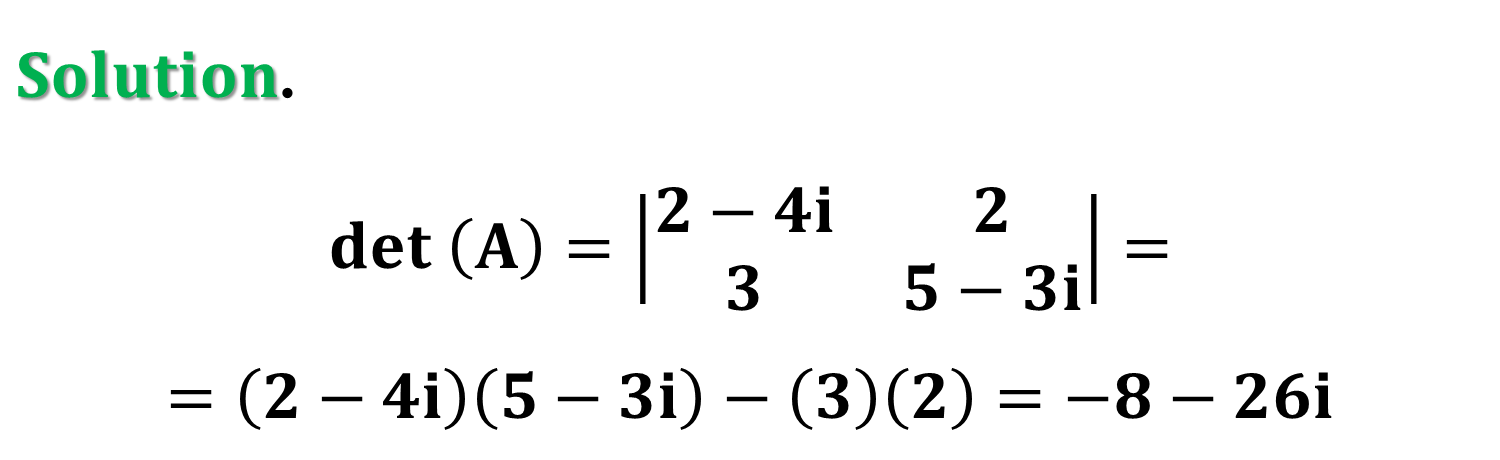 Solution.
det (A) = |2 − 4i 2
3 5 − 3i| =
= (2 − 4i)(5 − 3i) − (3)(2) = −8 − 26i